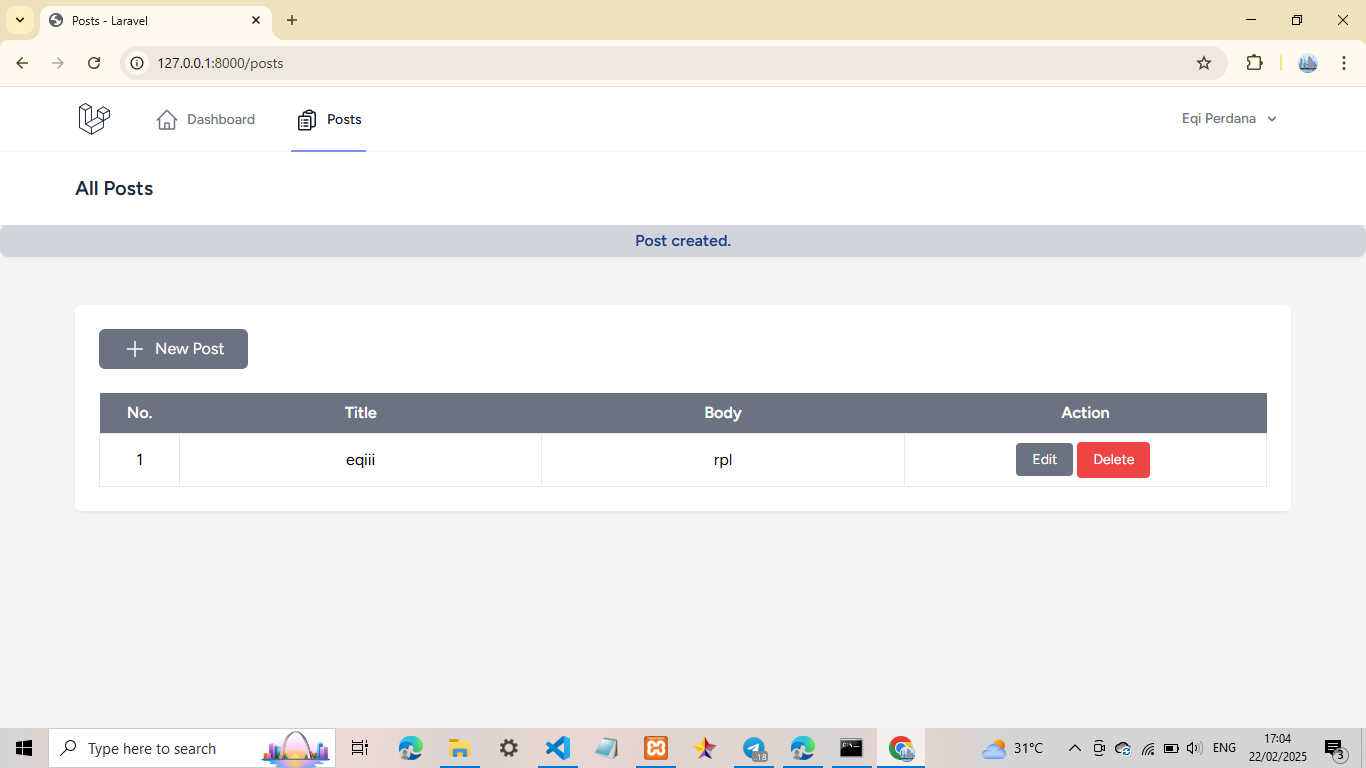 Posts - Laravel
127.0.0.1:8000/posts
Dashboard Posts Eqi Perdana
All Posts
Post created.
New Post
No. Title Body Action
1 eqiii rpl Edit Delete
Type here to search 18 31°C ENG 17:04
22/02/2025 3